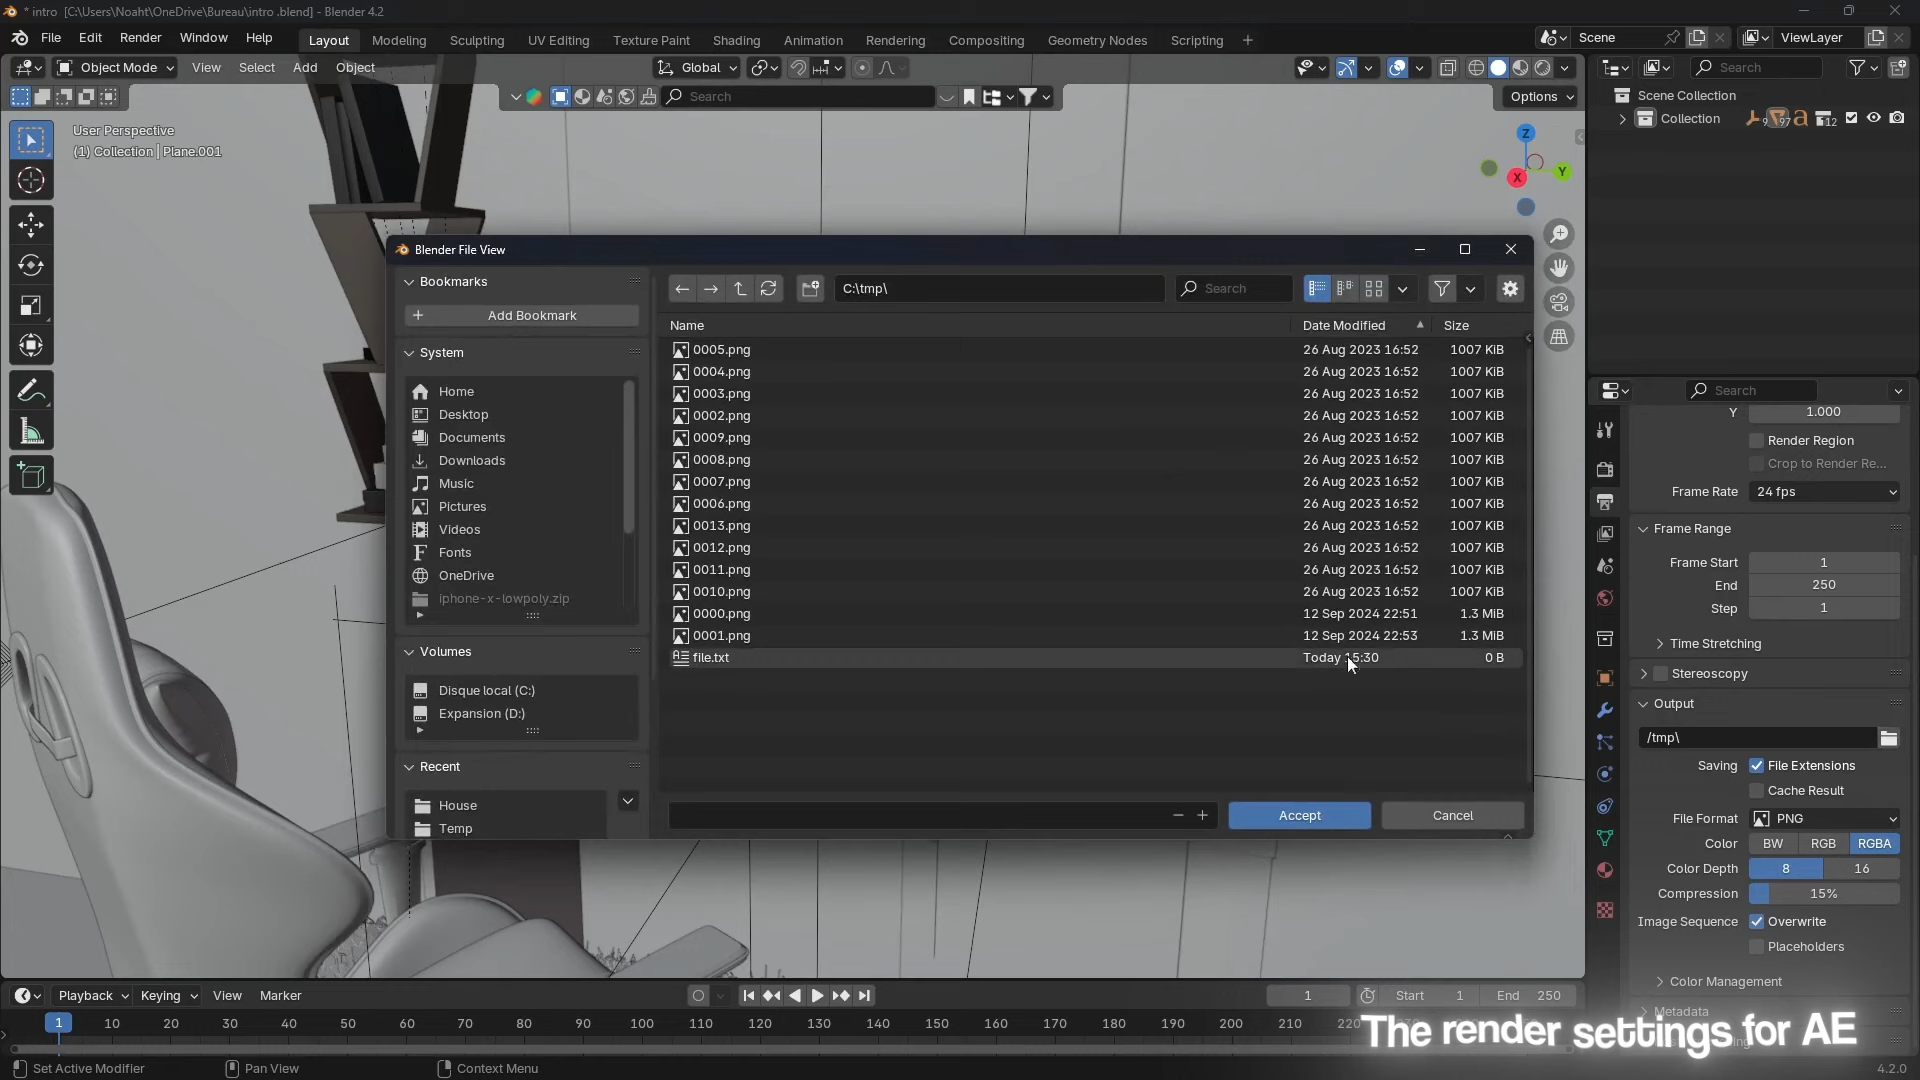 * intro [C:\Users\Noaht\OneDrive\Bureau\intro .blend] - Blender 4.2
File Edit Render Window Help Layout Modeling Sculpting UV Editing Texture Paint Shading Animation Rendering Compositing Geometry Nodes Scripting + Scene ViewLayer
Object Mode View Select Add Object Global Search
Search Options
Scene Collection
Collection 9 97 a 12
User Perspective
(1) Collection | Plane.001
Z
X Y
Blender File View
Bookmarks
+ Add Bookmark
System
Home
Desktop
Documents
Downloads
Music
Pictures
Videos
Fonts
OneDrive
iphone-x-lowpoly.zip
Volumes
Disque local (C:)
Expansion (D:)
Recent
House
Temp
C:\tmp\ Search
Name Date Modified Size
0005.png 26 Aug 2023 16:52 1007 KiB
0004.png 26 Aug 2023 16:52 1007 KiB
0003.png 26 Aug 2023 16:52 1007 KiB
0002.png 26 Aug 2023 16:52 1007 KiB
0009.png 26 Aug 2023 16:52 1007 KiB
0008.png 26 Aug 2023 16:52 1007 KiB
0007.png 26 Aug 2023 16:52 1007 KiB
0006.png 26 Aug 2023 16:52 1007 KiB
0013.png 26 Aug 2023 16:52 1007 KiB
0012.png 26 Aug 2023 16:52 1007 KiB
0011.png 26 Aug 2023 16:52 1007 KiB
0010.png 26 Aug 2023 16:52 1007 KiB
0000.png 12 Sep 2024 22:51 1.3 MiB
0001.png 12 Sep 2024 22:53 1.3 MiB
file.txt Today 15:30 0 B
Accept Cancel
Search
Y 1.000
Render Region
Crop to Render Re...
Frame Rate 24 fps
Frame Range
Frame Start 1
End 250
Step 1
Time Stretching
Stereoscopy
Output
/tmp\
Saving File Extensions
Cache Result
File Format PNG
Color BW RGB RGBA
Color Depth 8 16
Compression 15%
Image Sequence Overwrite
Placeholders
Color Management
Metadata
Playback Keying View Marker 1 Start 1 End 250
1 10 20 30 40 50 60 70 80 90 100 110 120 130 140 150 160 170 180 190 200 210
The render settings for AE
Set Active Modifier Pan View Context Menu 4.2.0